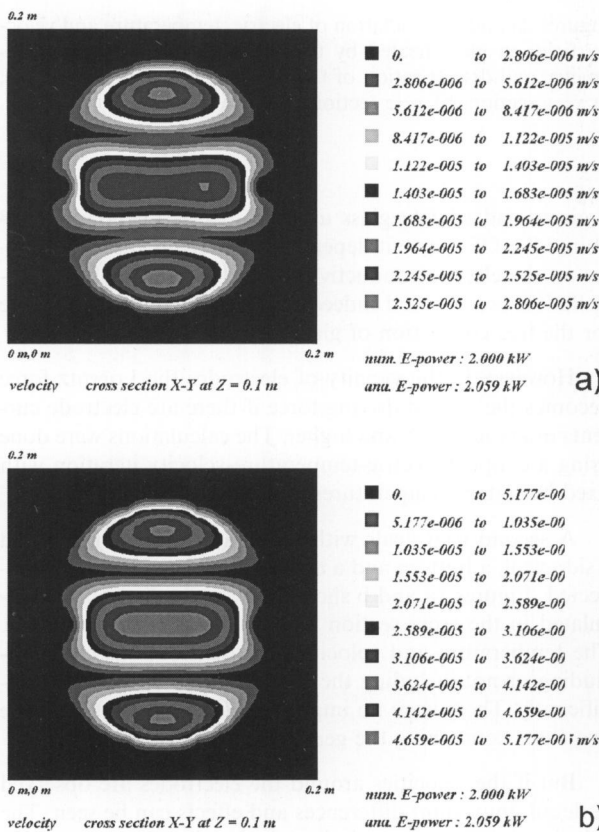 0.2 m
0. to 2.806e-006 m/s
2.806e-006 to 5.612e-006 m/s
5.612e-006 to 8.417e-006 m/s
8.417e-006 to 1.122e-005 m/s
1.122e-005 to 1.403e-005 m/s
1.403e-005 to 1.683e-005 m/s
1.683e-005 to 1.964e-005 m/s
1.964e-005 to 2.245e-005 m/s
2.245e-005 to 2.525e-005 m/s
2.525e-005 to 2.806e-005 m/s
0 m,0 m 0.2 m
num. E-power : 2.000 kW
velocity cross section X-Y at Z = 0.1 m
ana. E-power : 2.059 kW
a)
0.2 m
0. to 5.177e-00
5.177e-006 to 1.035e-00
1.035e-005 to 1.553e-00
1.553e-005 to 2.071e-00
2.071e-005 to 2.589e-00
2.589e-005 to 3.106e-00
3.106e-005 to 3.624e-00
3.624e-005 to 4.142e-00
4.142e-005 to 4.659e-00
4.659e-005 to 5.177e-005 m/s
0 m,0 m 0.2 m
num. E-power : 2.000 kW
velocity cross section X-Y at Z = 0.1 m
ana. E-power : 2.059 kW
b)